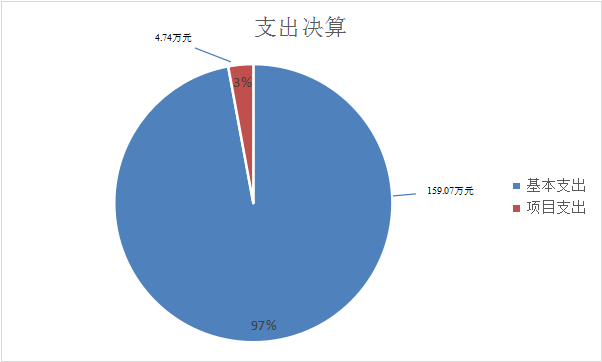 支出决算
4.74万元
3%
159.07万元
基本支出
项目支出
97%